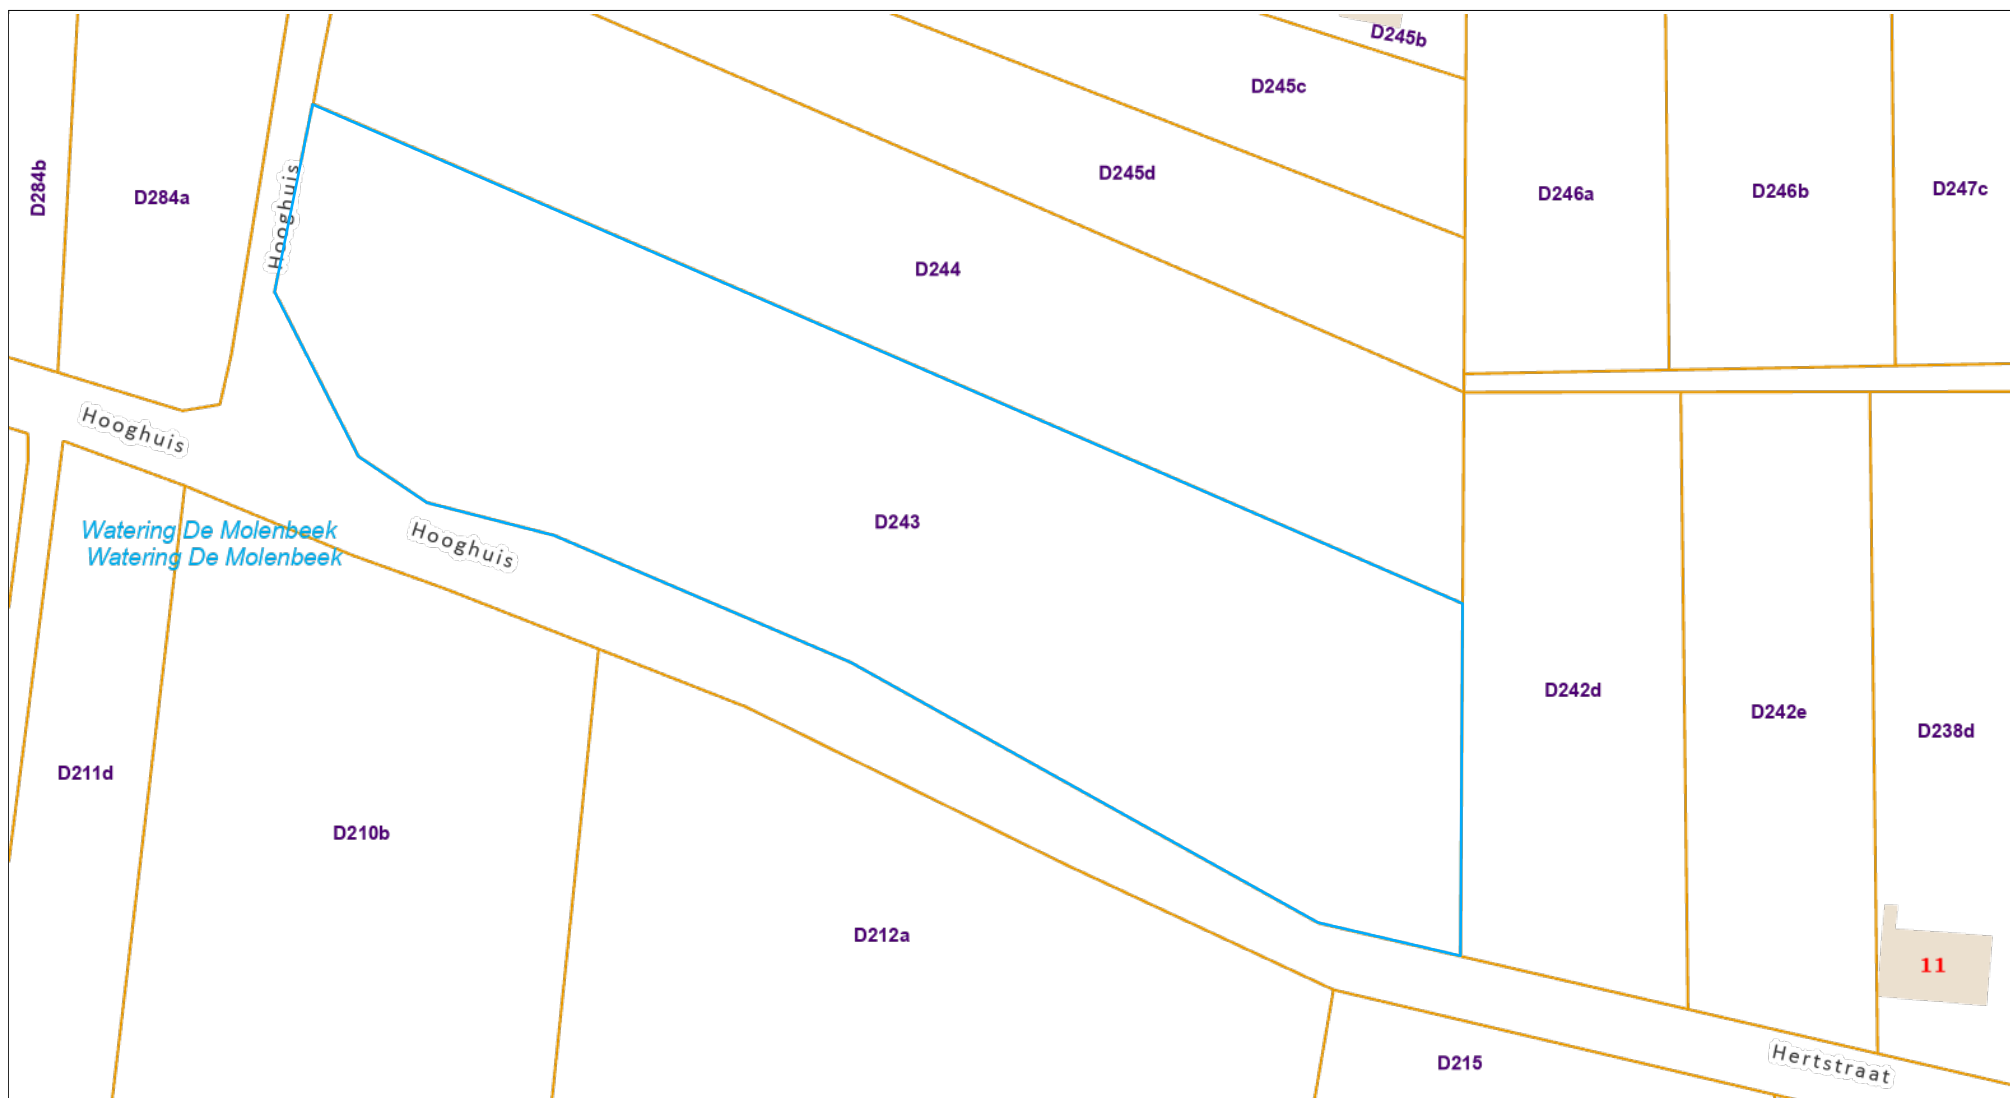 D245b
D245c
D245d
D284b
D284a
Hooghuis
D246a
D246b
D247c
D244
Hooghuis
Watering De Molenbeek
Watering De Molenbeek
Hooghuis
D243
D242d
D242e
D238d
D211d
D210b
D212a
11
D215
Hertstraat